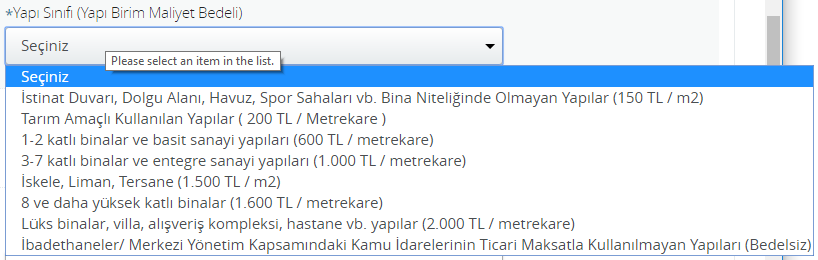 *Yapı Sınıfı (Yapı Birim Maliyet Bedeli)
Seçiniz
Please select an item in the list.
Seçiniz
İstinat Duvarı, Dolgu Alanı, Havuz, Spor Sahaları vb. Bina Niteliğinde Olmayan Yapılar (150 TL / m2)
Tarım Amaçlı Kullanılan Yapılar ( 200 TL / Metrekare )
1-2 katlı binalar ve basit sanayi yapıları (600 TL / metrekare)
3-7 katlı binalar ve entegre sanayi yapıları (1.000 TL / metrekare)
İskele, Liman, Tersane (1.500 TL / m2)
8 ve daha yüksek katlı binalar (1.600 TL / metrekare)
Lüks binalar, villa, alışveriş kompleksi, hastane vb. yapılar (2.000 TL / metrekare)
İbadethaneler/ Merkezi Yönetim Kapsamındaki Kamu İdarelerinin Ticari Maksatla Kullanılmayan Yapıları (Bedelsiz)